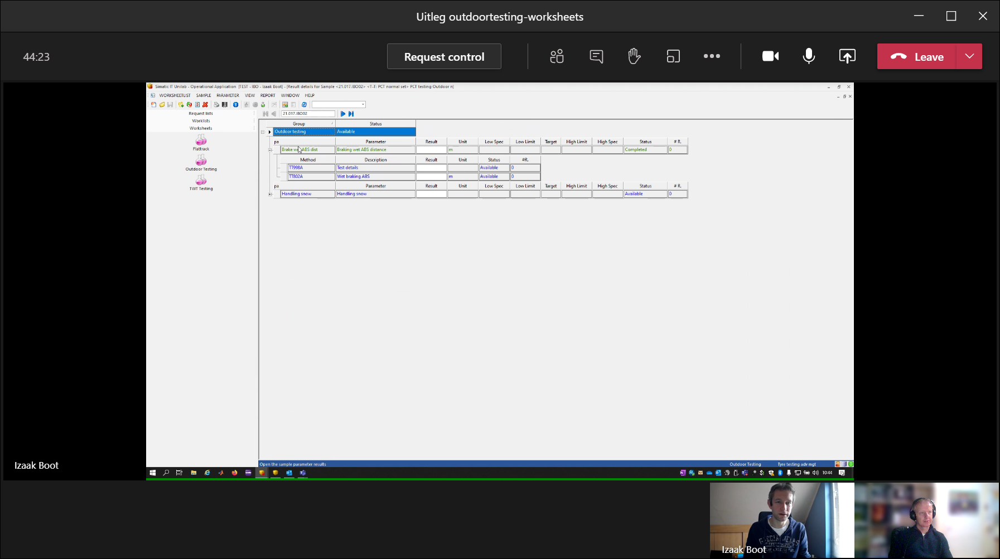 Uitleg outdoortesting-worksheets
44:23
Request control
Leave
Simatic IT Unilab - Operational Application [TEST - IBO - Izaak Boot] - [Result details for Sample <21.017.IBO02> <T-T: PCT normal set> PCT testing Outdoor n]
WORKSHEETLIST SAMPLE PARAMETER VIEW REPORT WINDOW HELP
Request lists
21.017.IBO02
Worklists
Worksheets
Flattrack
Outdoor Testing
TWT Testing
Group Status
Outdoor testing Available
pa Parameter Result Unit Low Spec Low Limit Target High Limit High Spec Status # R.
Brake wet ABS dist Braking wet ABS distance m Completed 0
Method Description Result Unit Status #R.
TT998A Test details Available 0
TT802A Wet braking ABS m Available 0
pa Parameter Result Unit Low Spec Low Limit Target High Limit High Spec Status # R.
Handling snow Handling snow Available 0
Open the sample parameter results Outdoor Testing Tyre testing adv mgt
10:44
Izaak Boot
Izaak Boot